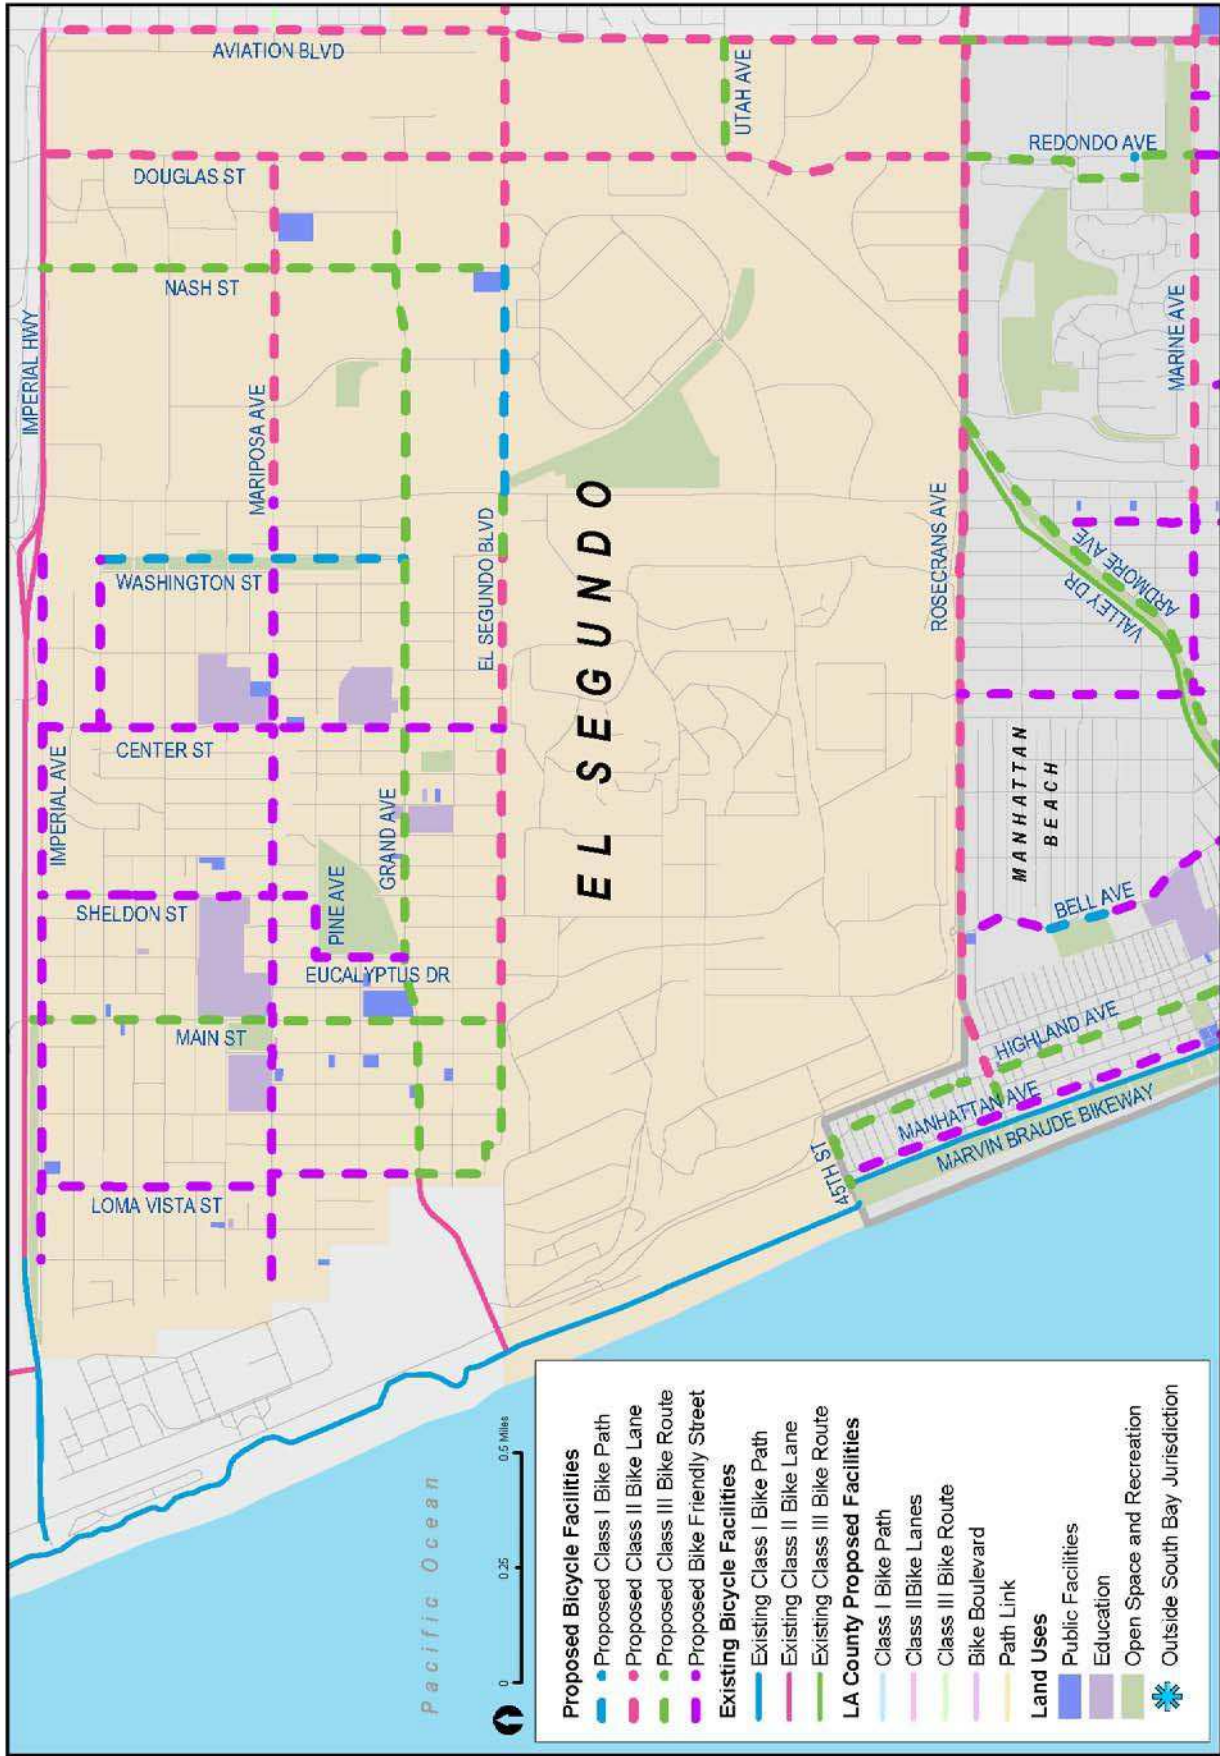 AVIATION BLVD
UTAH AVE
REDONDO AVE
DOUGLAS ST
NASH ST
IMPERIAL HWY
MARIPOSA AVE
MARINE AVE
EL SEGUNDO BLVD
ROSECRANS AVE
WASHINGTON ST
EL SEGUNDO
ARDMORE AVE
VALLEY DR
CENTER ST
IMPERIAL AVE
MANHATTAN
BEACH
GRAND AVE
SHELDON ST
PINE AVE
BELL AVE
EUCALYPTUS DR
MAIN ST
HIGHLAND AVE
MANHATTAN AVE
MARVIN BRAUDE BIKEWAY
45TH ST
LOMA VISTA ST
Pacific Ocean
0 0.25 0.5 Miles
Proposed Bicycle Facilities
Proposed Class I Bike Path
Proposed Class II Bike Lane
Proposed Class III Bike Route
Proposed Bike Friendly Street
Existing Bicycle Facilities
Existing Class I Bike Path
Existing Class II Bike Lane
Existing Class III Bike Route
LA County Proposed Facilities
Class I Bike Path
Class II Bike Lanes
Class III Bike Route
Bike Boulevard
Path Link
Land Uses
Public Facilities
Education
Open Space and Recreation
Outside South Bay Jurisdiction